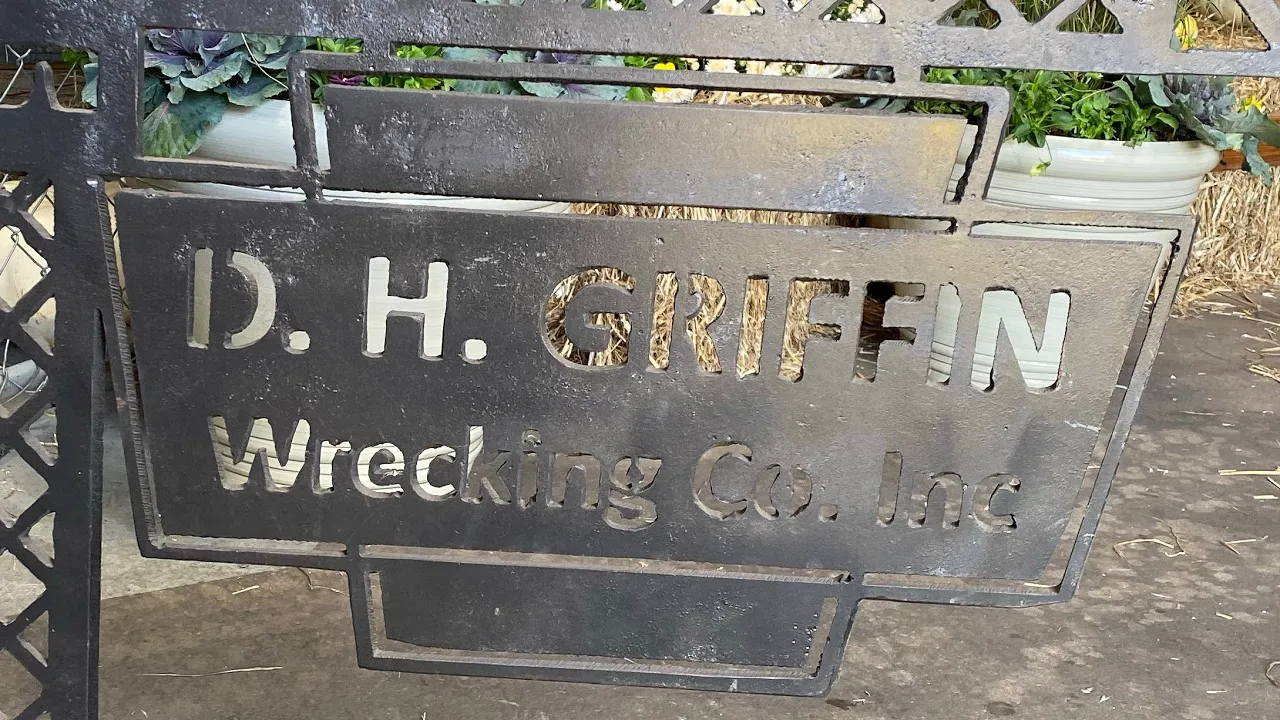 D. H. GRIFFIN
Wrecking Co. Inc